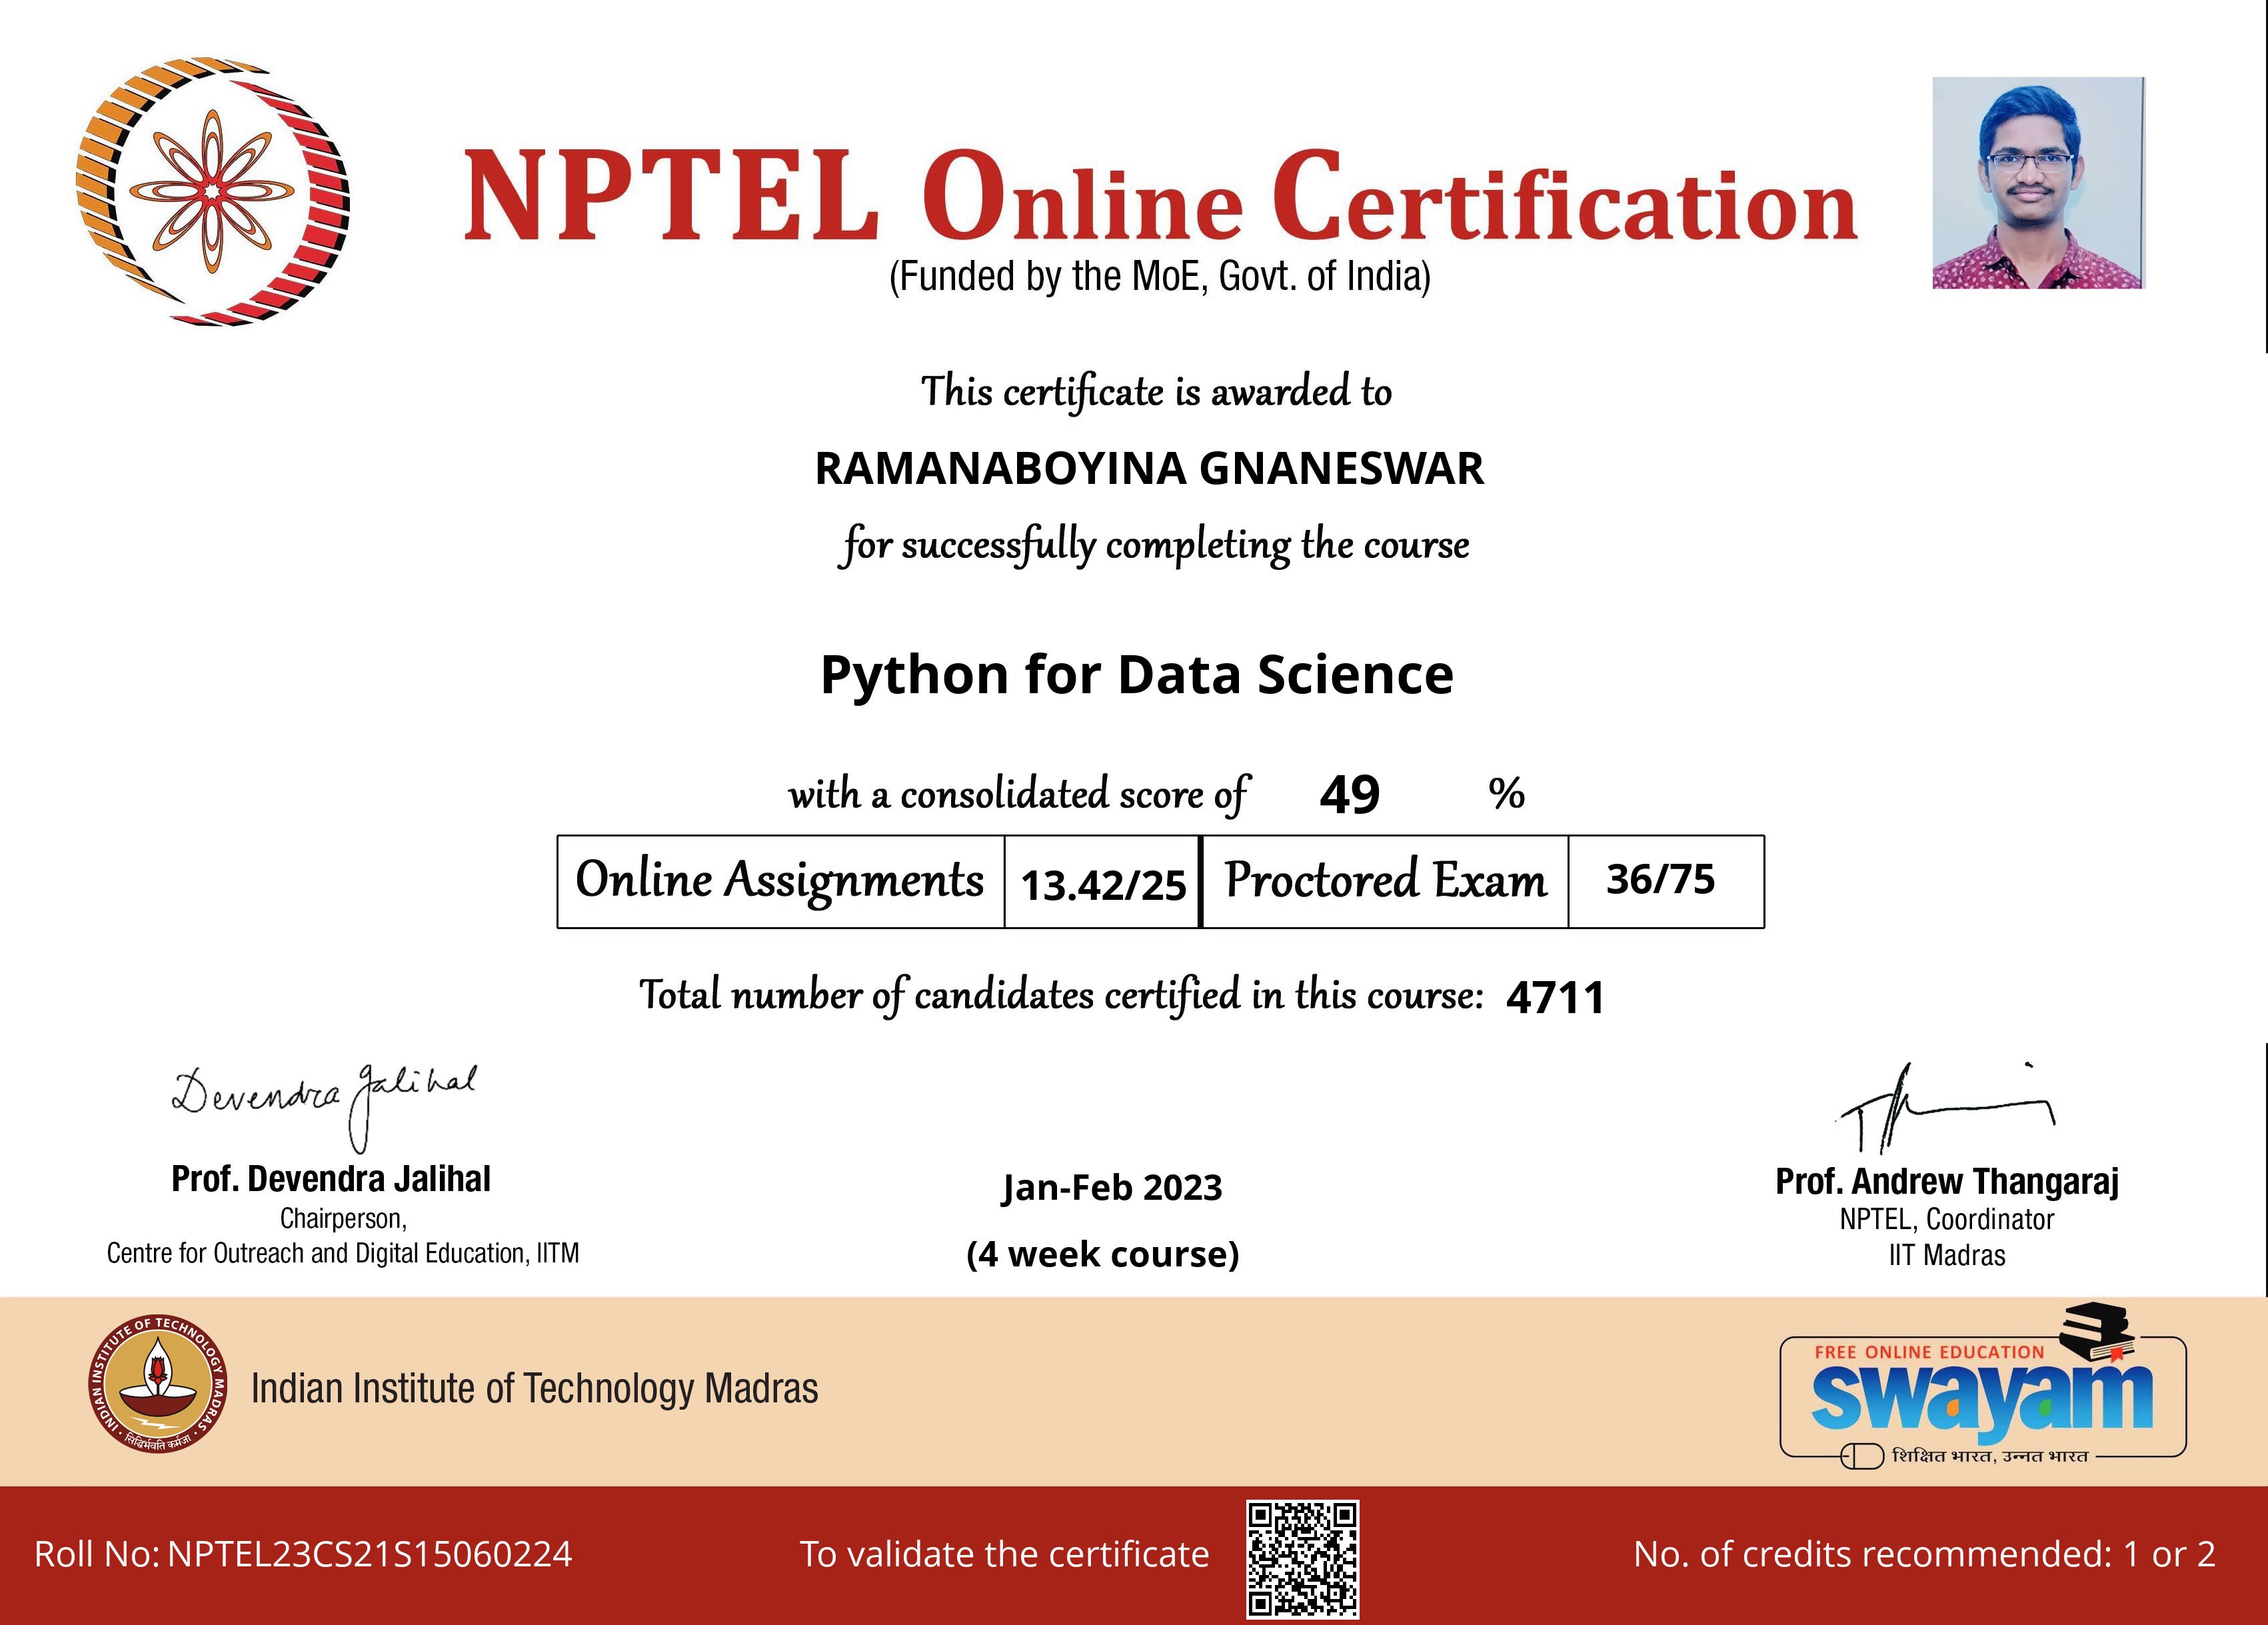 NPTEL Online Certification
(Funded by the MoE, Govt. of India)
This certificate is awarded to
RAMANABOYINA GNANESWAR
for successfully completing the course
Python for Data Science
with a consolidated score of 49 %
Online Assignments 13.42/25 Proctored Exam 36/75
Total number of candidates certified in this course: 4711
Devendra Jalihal
Prof. Devendra Jalihal
Chairperson,
Centre for Outreach and Digital Education, IITM
Jan-Feb 2023
(4 week course)
Prof. Andrew Thangaraj
NPTEL, Coordinator
IIT Madras
INDIAN INSTITUTE OF TECHNOLOGY MADRAS
सिद्धिर्भवति कर्मजा
Indian Institute of Technology Madras
FREE ONLINE EDUCATION
swayam
शिक्षित भारत, उन्नत भारत
Roll No: NPTEL23CS21S15060224
To validate the certificate
No. of credits recommended: 1 or 2